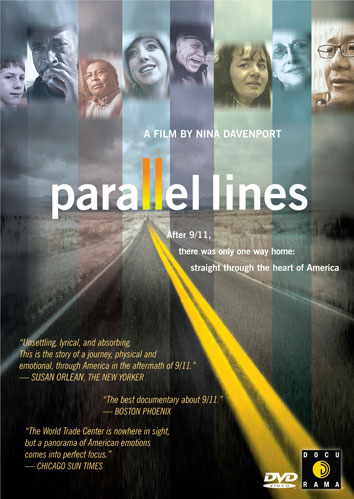 A FILM BY NINA DAVENPORT
parallel lines
After 9/11,
there was only one way home:
straight through the heart of America
"Unsettling, lyrical, and absorbing.
This is the story of a journey, physical and
emotional, through America in the aftermath of 9/11."
— SUSAN ORLEAN, THE NEW YORKER
"The best documentary about 9/11."
— BOSTON PHOENIX
"The World Trade Center is nowhere in sight,
but a panorama of American emotions
comes into perfect focus."
— CHICAGO SUN TIMES
DVD
VIDEO
DOCU
RAMA